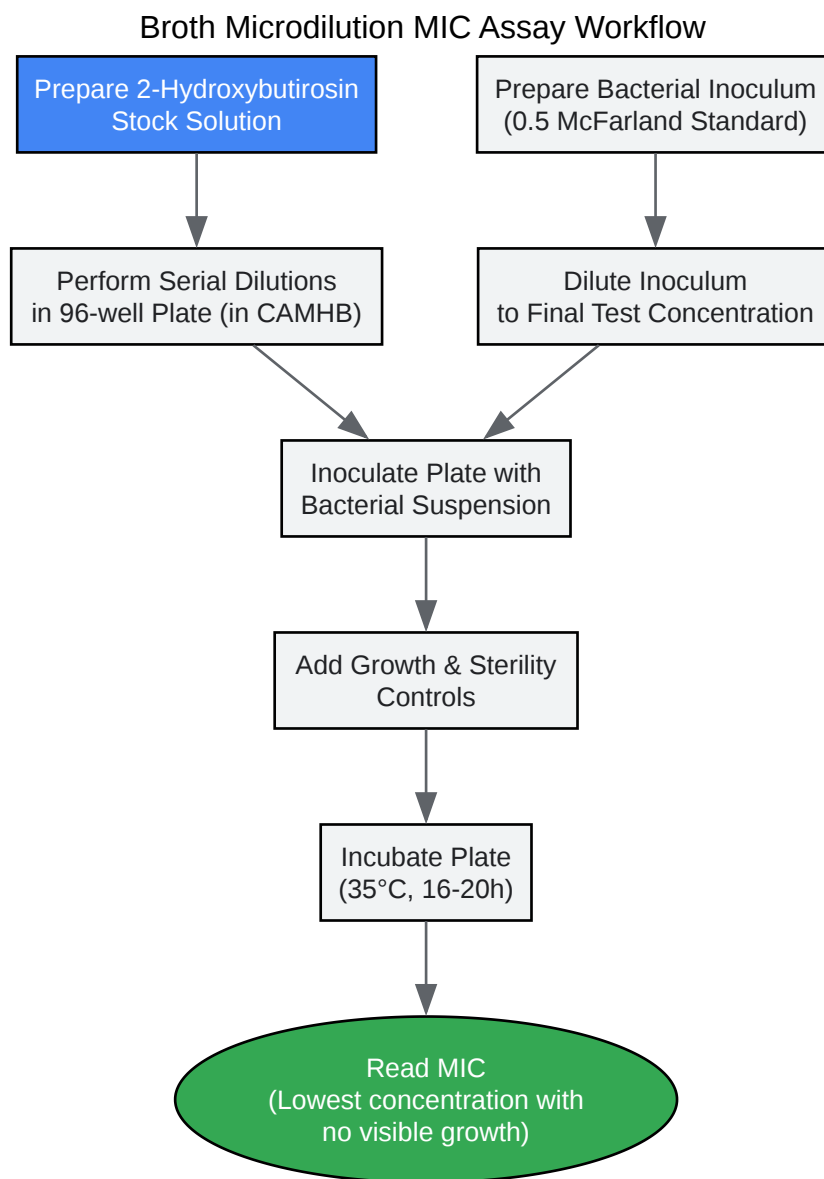 Broth Microdilution MIC Assay Workflow
Prepare 2-Hydroxybutirosin
Stock Solution
Prepare Bacterial Inoculum
(0.5 McFarland Standard)
Perform Serial Dilutions
in 96-well Plate (in CAMHB)
Dilute Inoculum
to Final Test Concentration
Inoculate Plate with
Bacterial Suspension
Add Growth & Sterility
Controls
Incubate Plate
(35°C, 16-20h)
Read MIC
(Lowest concentration with
no visible growth)